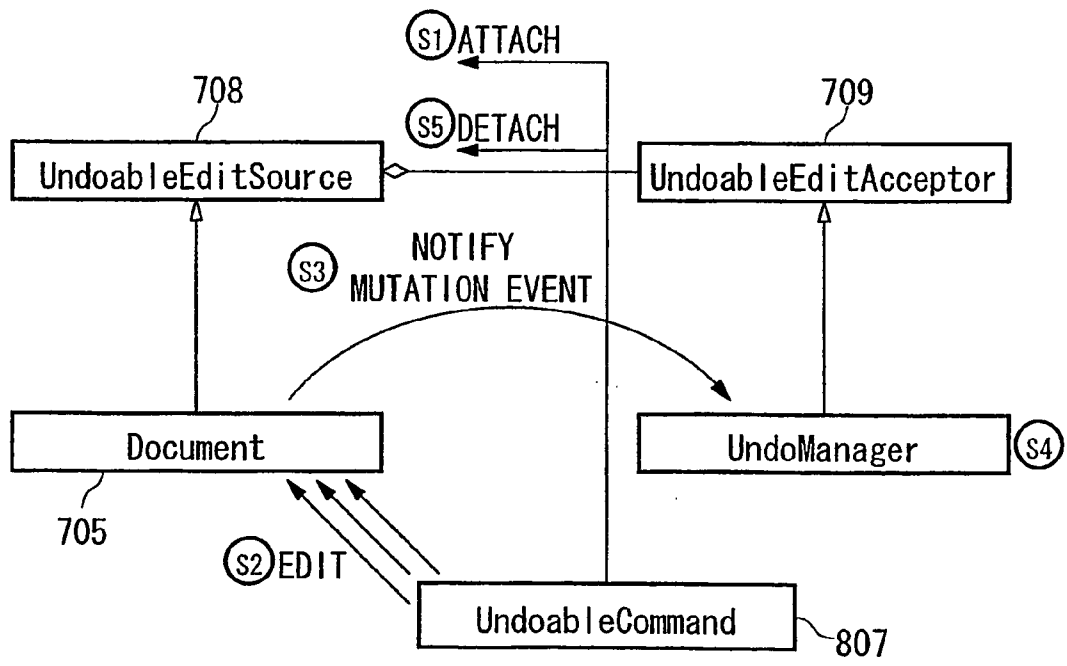 S1 ATTACH
708
709
S5 DETACH
UndoableEditSource
UndoableEditAcceptor
S3 NOTIFY
MUTATION EVENT
Document
UndoManager S4
705
S2 EDIT
UndoableCommand
807